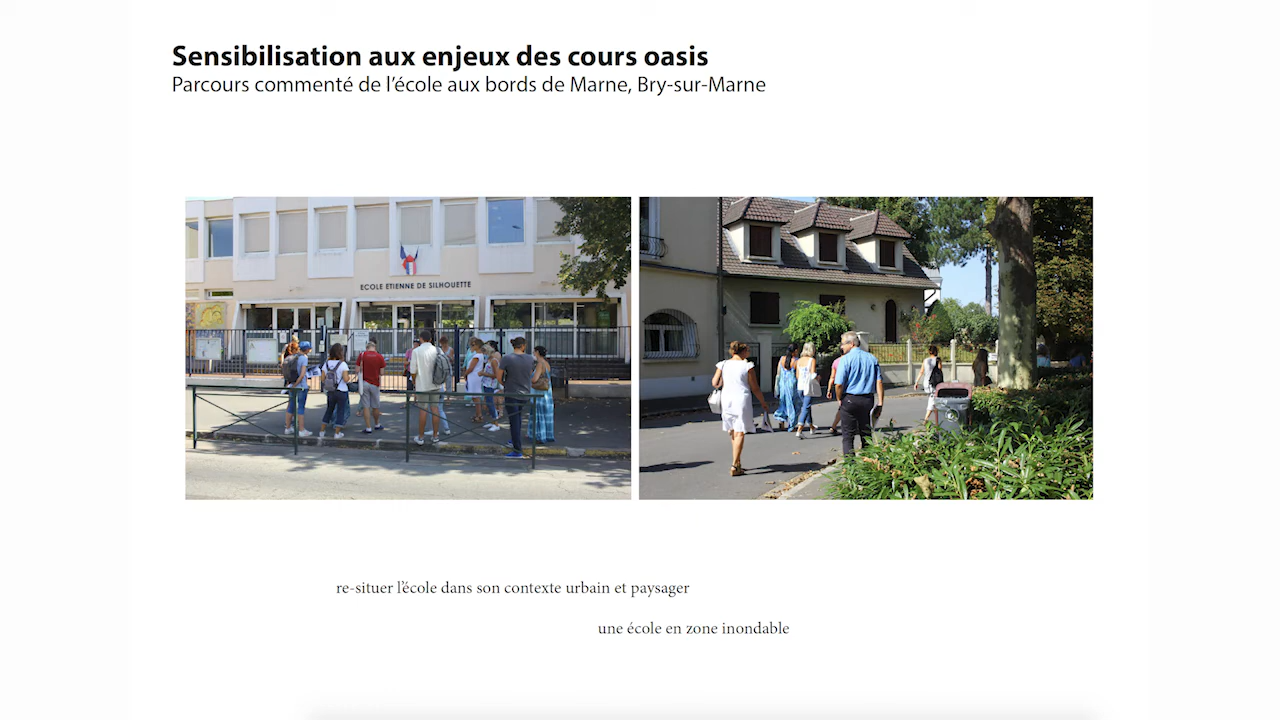 Sensibilisation aux enjeux des cours oasis
Parcours commenté de l'école aux bords de Marne, Bry-sur-Marne
ECOLE ETIENNE DE SILHOUETTE
re-situer l'école dans son contexte urbain et paysager
une école en zone inondable